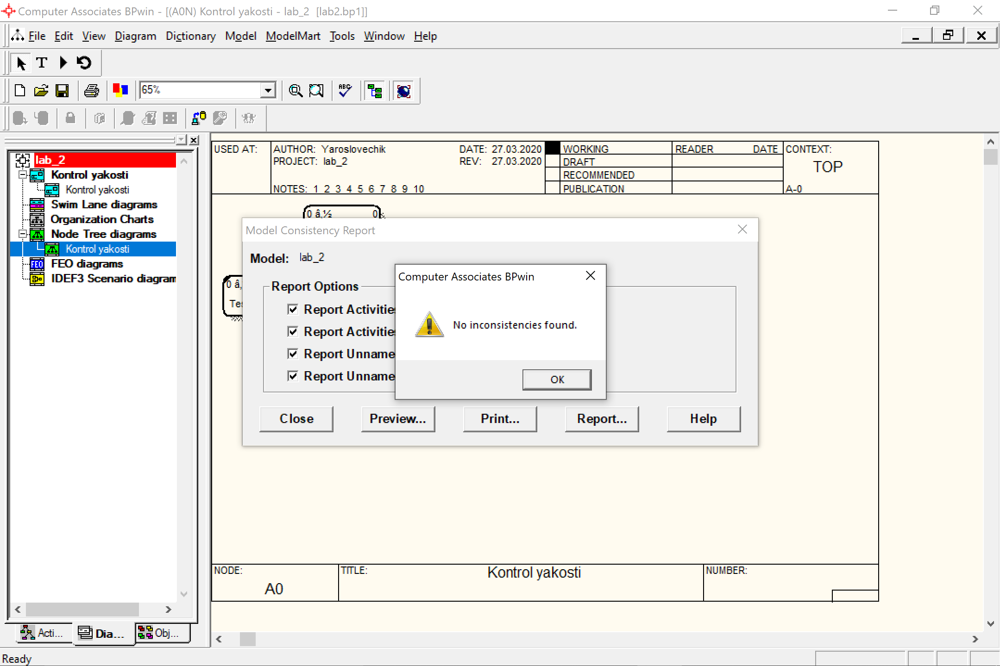 Computer Associates BPwin - [(A0N) Kontrol yakosti - lab_2 [lab2.bp1]]
File Edit View Diagram Dictionary Model ModelMart Tools Window Help
T
65%
ABC
lab_2
Kontrol yakosti
Kontrol yakosti
Swim Lane diagrams
Organization Charts
Node Tree diagrams
Kontrol yakosti
FEO FEO diagrams
IDEF3 Scenario diagram
Acti... Dia... Obj...
USED AT: AUTHOR: Yaroslovechik DATE: 27.03.2020 WORKING READER DATE CONTEXT:
PROJECT: lab_2 REV: 27.03.2020 DRAFT TOP
RECOMMENDED
NOTES: 1 2 3 4 5 6 7 8 9 10 PUBLICATION A-0
0 â‚½ 0
0 â‚
Tes
Model Consistency Report
Model: lab_2
Report Options
Report Activities
Report Activities
Report Unname
Report Unname
Computer Associates BPwin
No inconsistencies found.
OK
Close Preview... Print... Report... Help
NODE: TITLE: Kontrol yakosti NUMBER:
A0
Ready